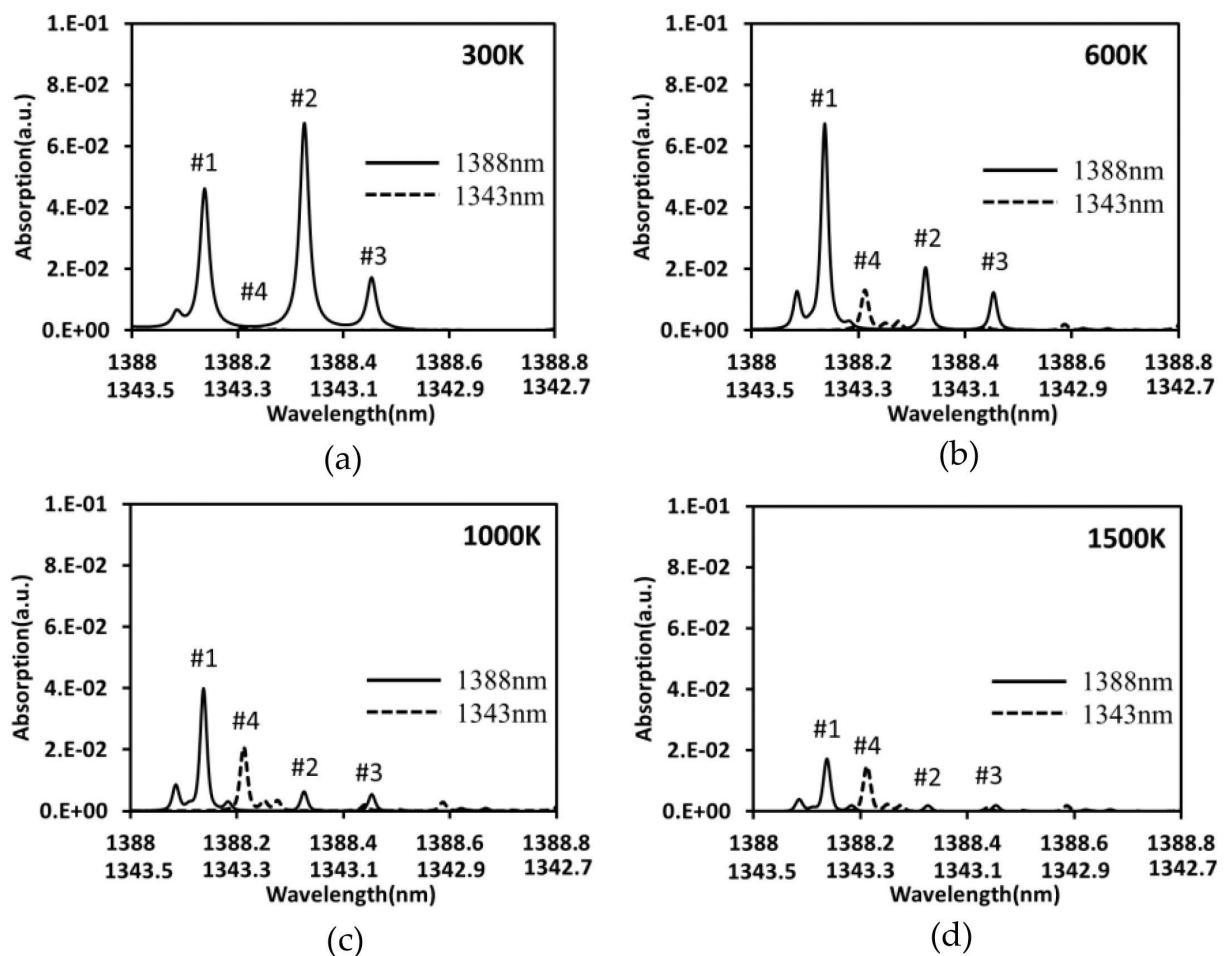 1.E-01
8.E-02
6.E-02
4.E-02
2.E-02
0.E+00
Absorption(a.u.)
300K
#1
#2
#3
#4
1388nm
1343nm
1388 1388.2 1388.4 1388.6 1388.8
1343.5 1343.3 1343.1 1342.9 1342.7
Wavelength(nm)
(a)
1.E-01
8.E-02
6.E-02
4.E-02
2.E-02
0.E+00
Absorption(a.u.)
600K
#1
#4
#2
#3
1388nm
1343nm
1388 1388.2 1388.4 1388.6 1388.8
1343.5 1343.3 1343.1 1342.9 1342.7
Wavelength(nm)
(b)
1.E-01
8.E-02
6.E-02
4.E-02
2.E-02
0.E+00
Absorption(a.u.)
1000K
#1
#4
#2
#3
1388nm
1343nm
1388 1388.2 1388.4 1388.6 1388.8
1343.5 1343.3 1343.1 1342.9 1342.7
Wavelength(nm)
(c)
1.E-01
8.E-02
6.E-02
4.E-02
2.E-02
0.E+00
Absorption(a.u.)
1500K
#1
#4
#2
#3
1388nm
1343nm
1388 1388.2 1388.4 1388.6 1388.8
1343.5 1343.3 1343.1 1342.9 1342.7
Wavelength(nm)
(d)